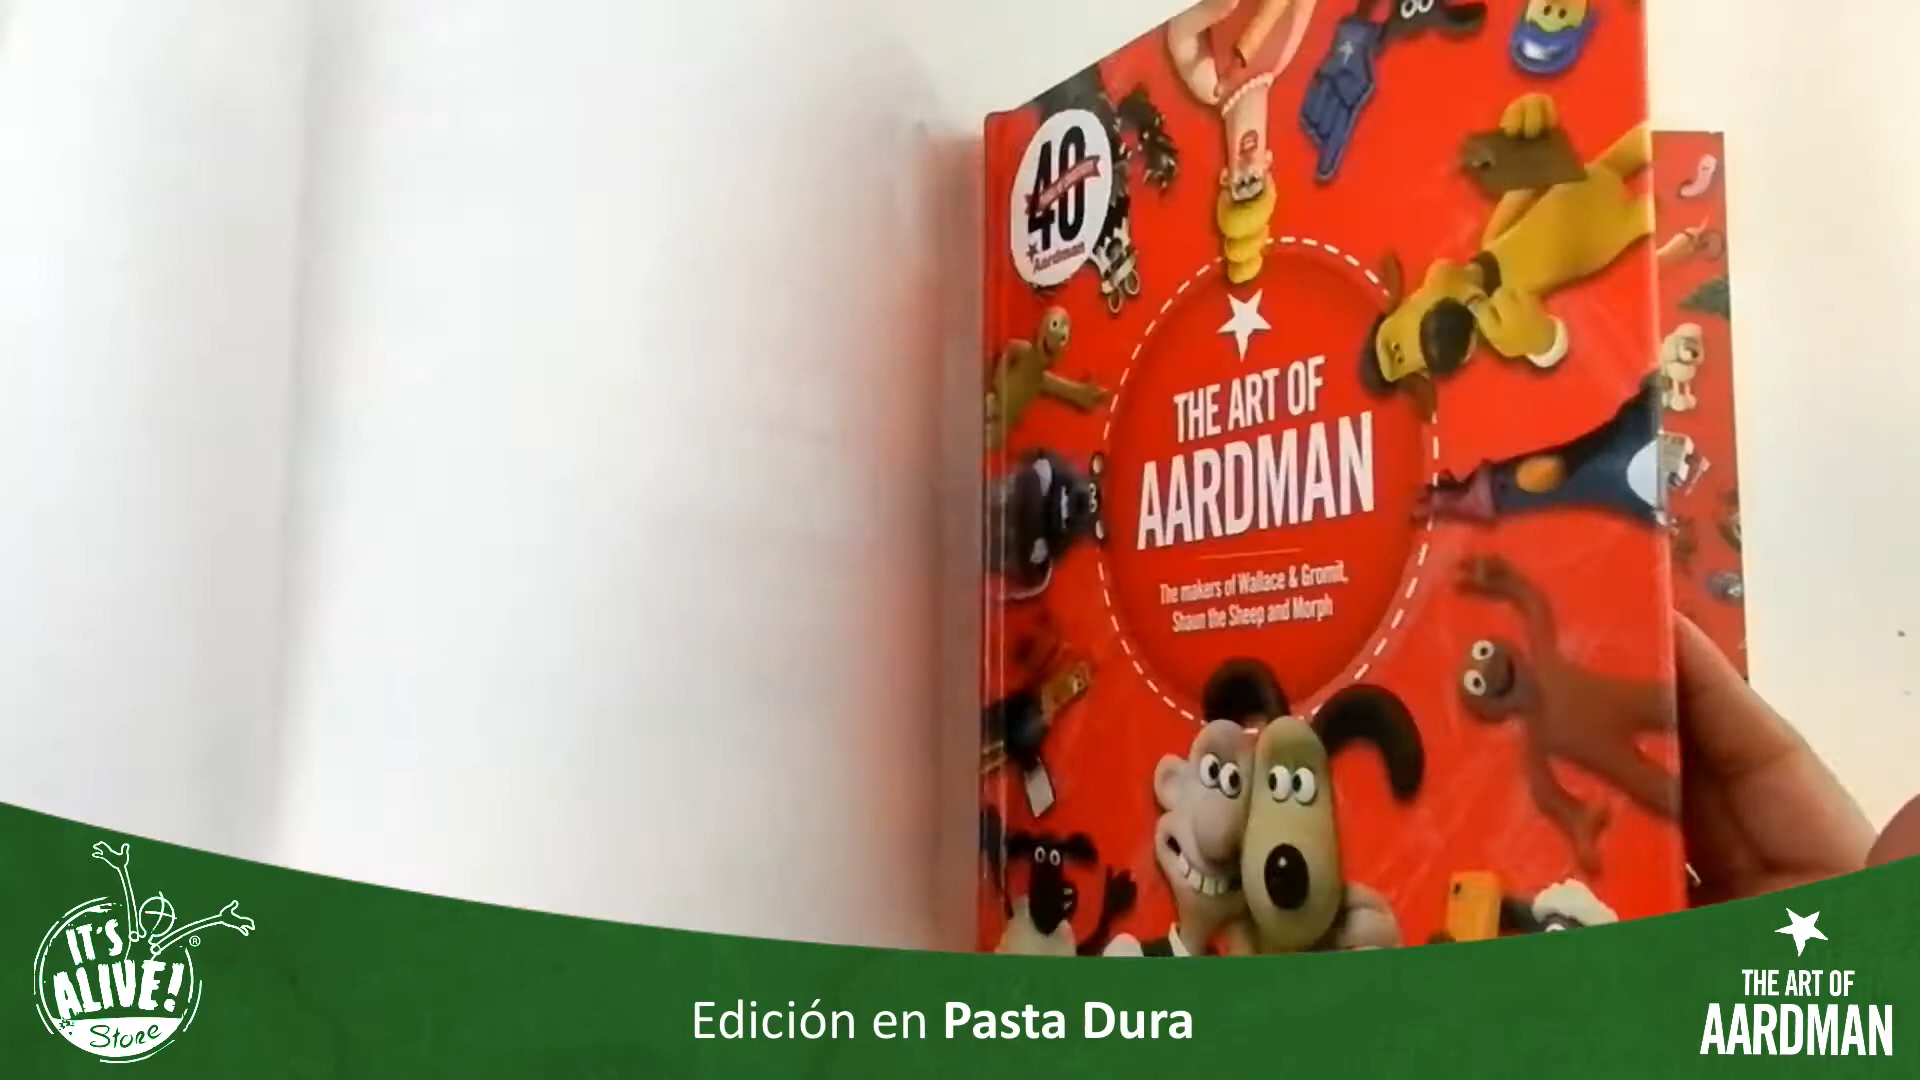 40
Aardman
THE ART OF
AARDMAN
The makers of Wallace & Gromit,
Shaun the Sheep and Morph
IT'S
ALIVE!
®
Store
Edición en Pasta Dura
THE ART OF
AARDMAN